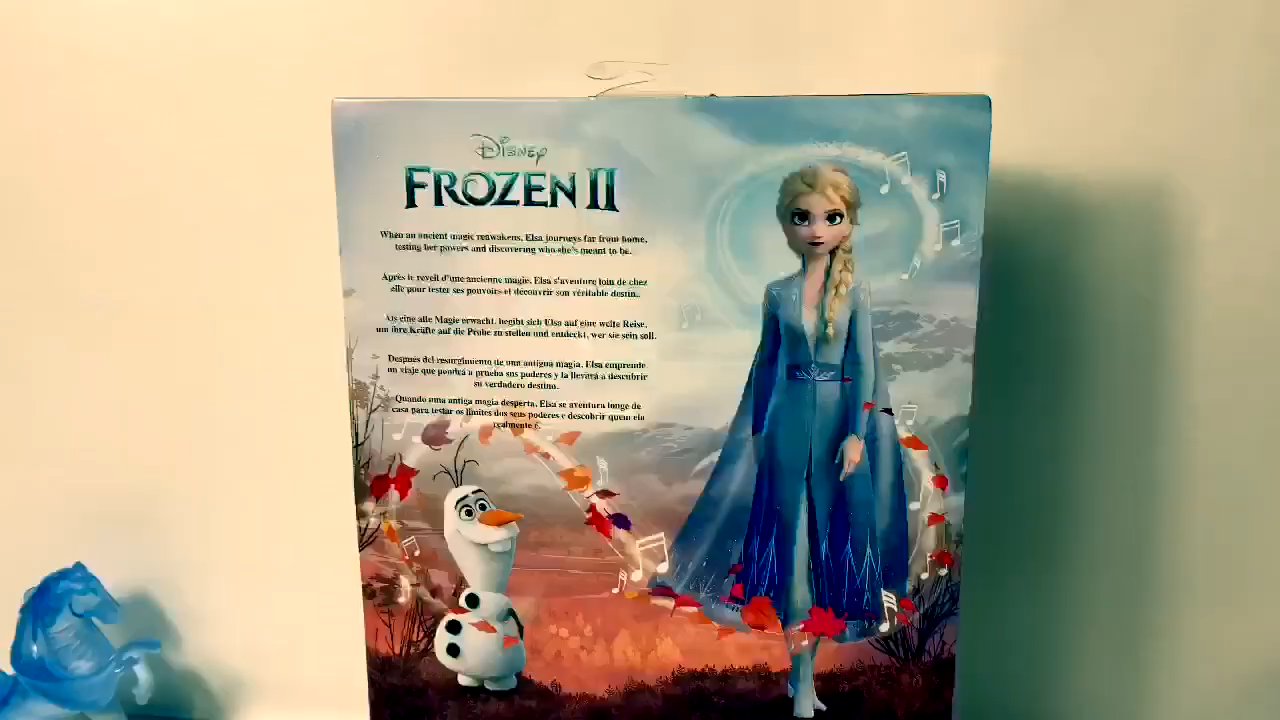 Disney
FROZEN II
When an ancient magic reawakens, Elsa journeys far from home,
testing her powers and discovering who she's meant to be.
Après le réveil d'une ancienne magie, Elsa s'aventure loin de chez
elle pour tester ses pouvoirs et découvrir son véritable destin..
Als eine alte Magie erwacht, begibt sich Elsa auf eine weite Reise,
um ihre Kräfte auf die Probe zu stellen und entdeckt, wer sie sein soll.
Después del resurgimiento de una antigua magia, Elsa emprende
un viaje que pondrá a prueba sus poderes y la llevará a descubrir
su verdadero destino.
Quando uma antiga magia desperta, Elsa se aventura longe de
casa para testar os limites dos seus poderes e descobrir quem ela
realmente é.